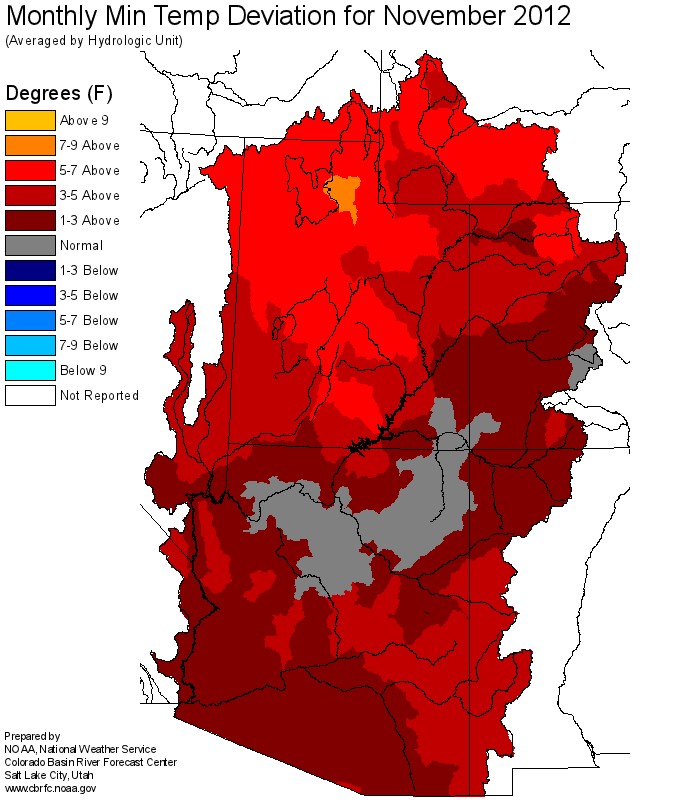 Monthly Min Temp Deviation for November 2012
(Averaged by Hydrologic Unit)
Degrees (F)
Above 9
7-9 Above
5-7 Above
3-5 Above
1-3 Above
Normal
1-3 Below
3-5 Below
5-7 Below
7-9 Below
Below 9
Not Reported
Prepared by
NOAA, National Weather Service
Colorado Basin River Forecast Center
Salt Lake City, Utah
www.cbrfc.noaa.gov